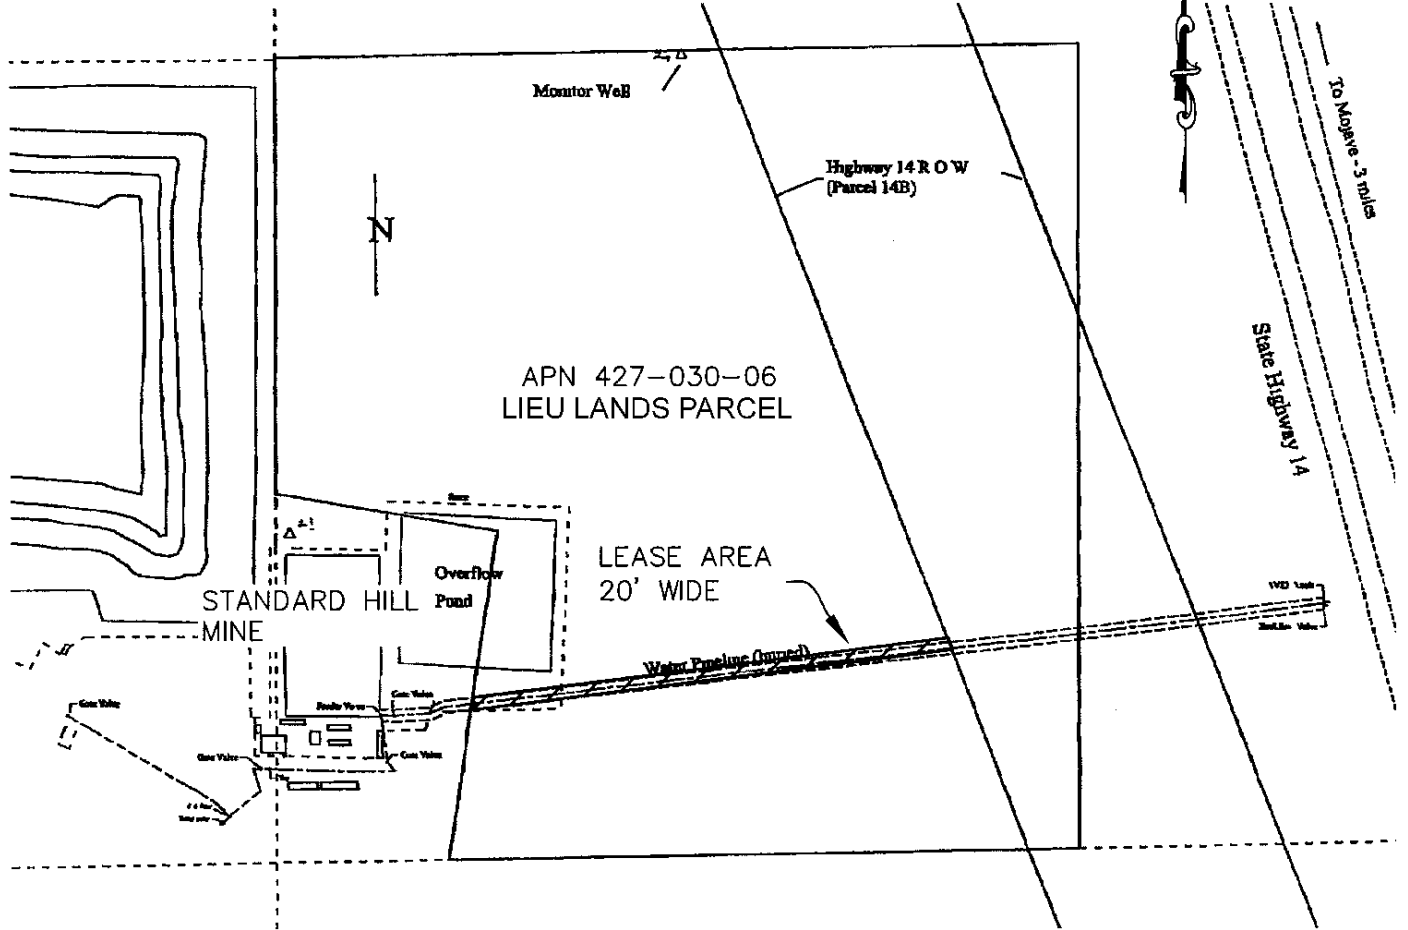 Monitor Well
To Mojave - 3 miles
Highway 14 R O W
(Parcel 14B)
N
State Highway 14
APN 427-030-06
LIEU LANDS PARCEL
LEASE AREA
20' WIDE
Overflow
Pond
STANDARD HILL
MINE
Water Pipeline (buried)
Gate Valve
Gate Valve
Gate Valve
Gate Valve